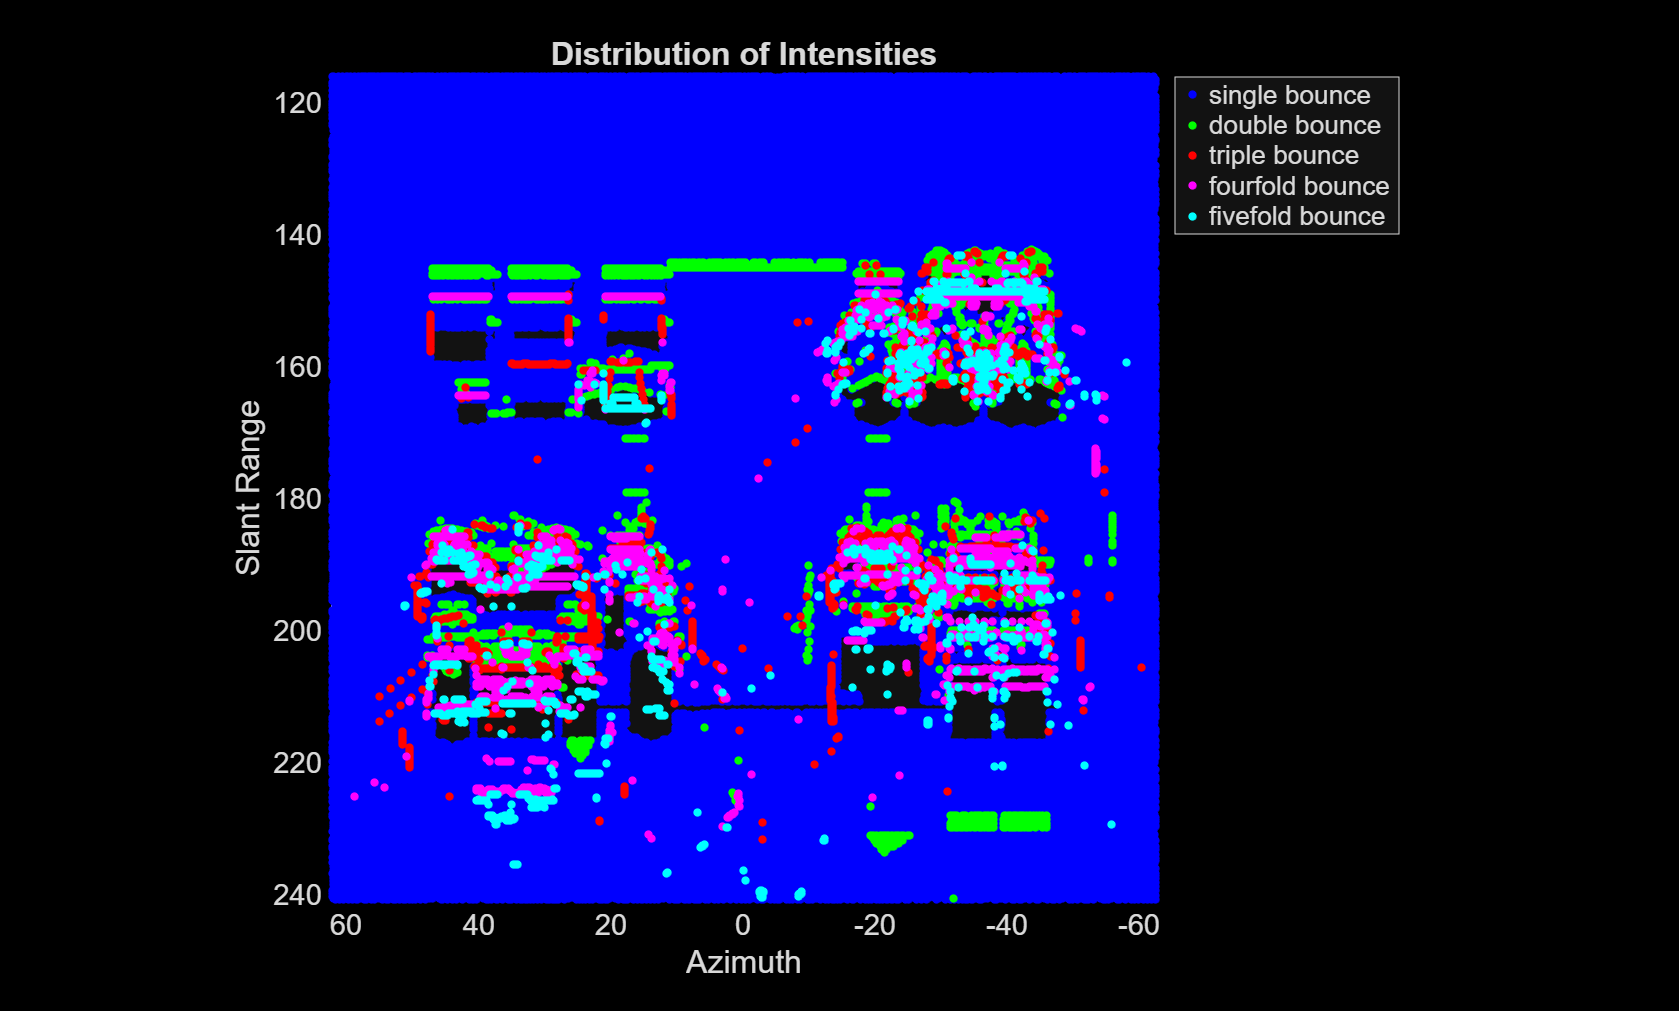 Distribution of Intensities
single bounce
double bounce
triple bounce
fourfold bounce
fivefold bounce
120
140
160
180
200
220
240
Slant Range
60
40
20
0
-20
-40
-60
Azimuth